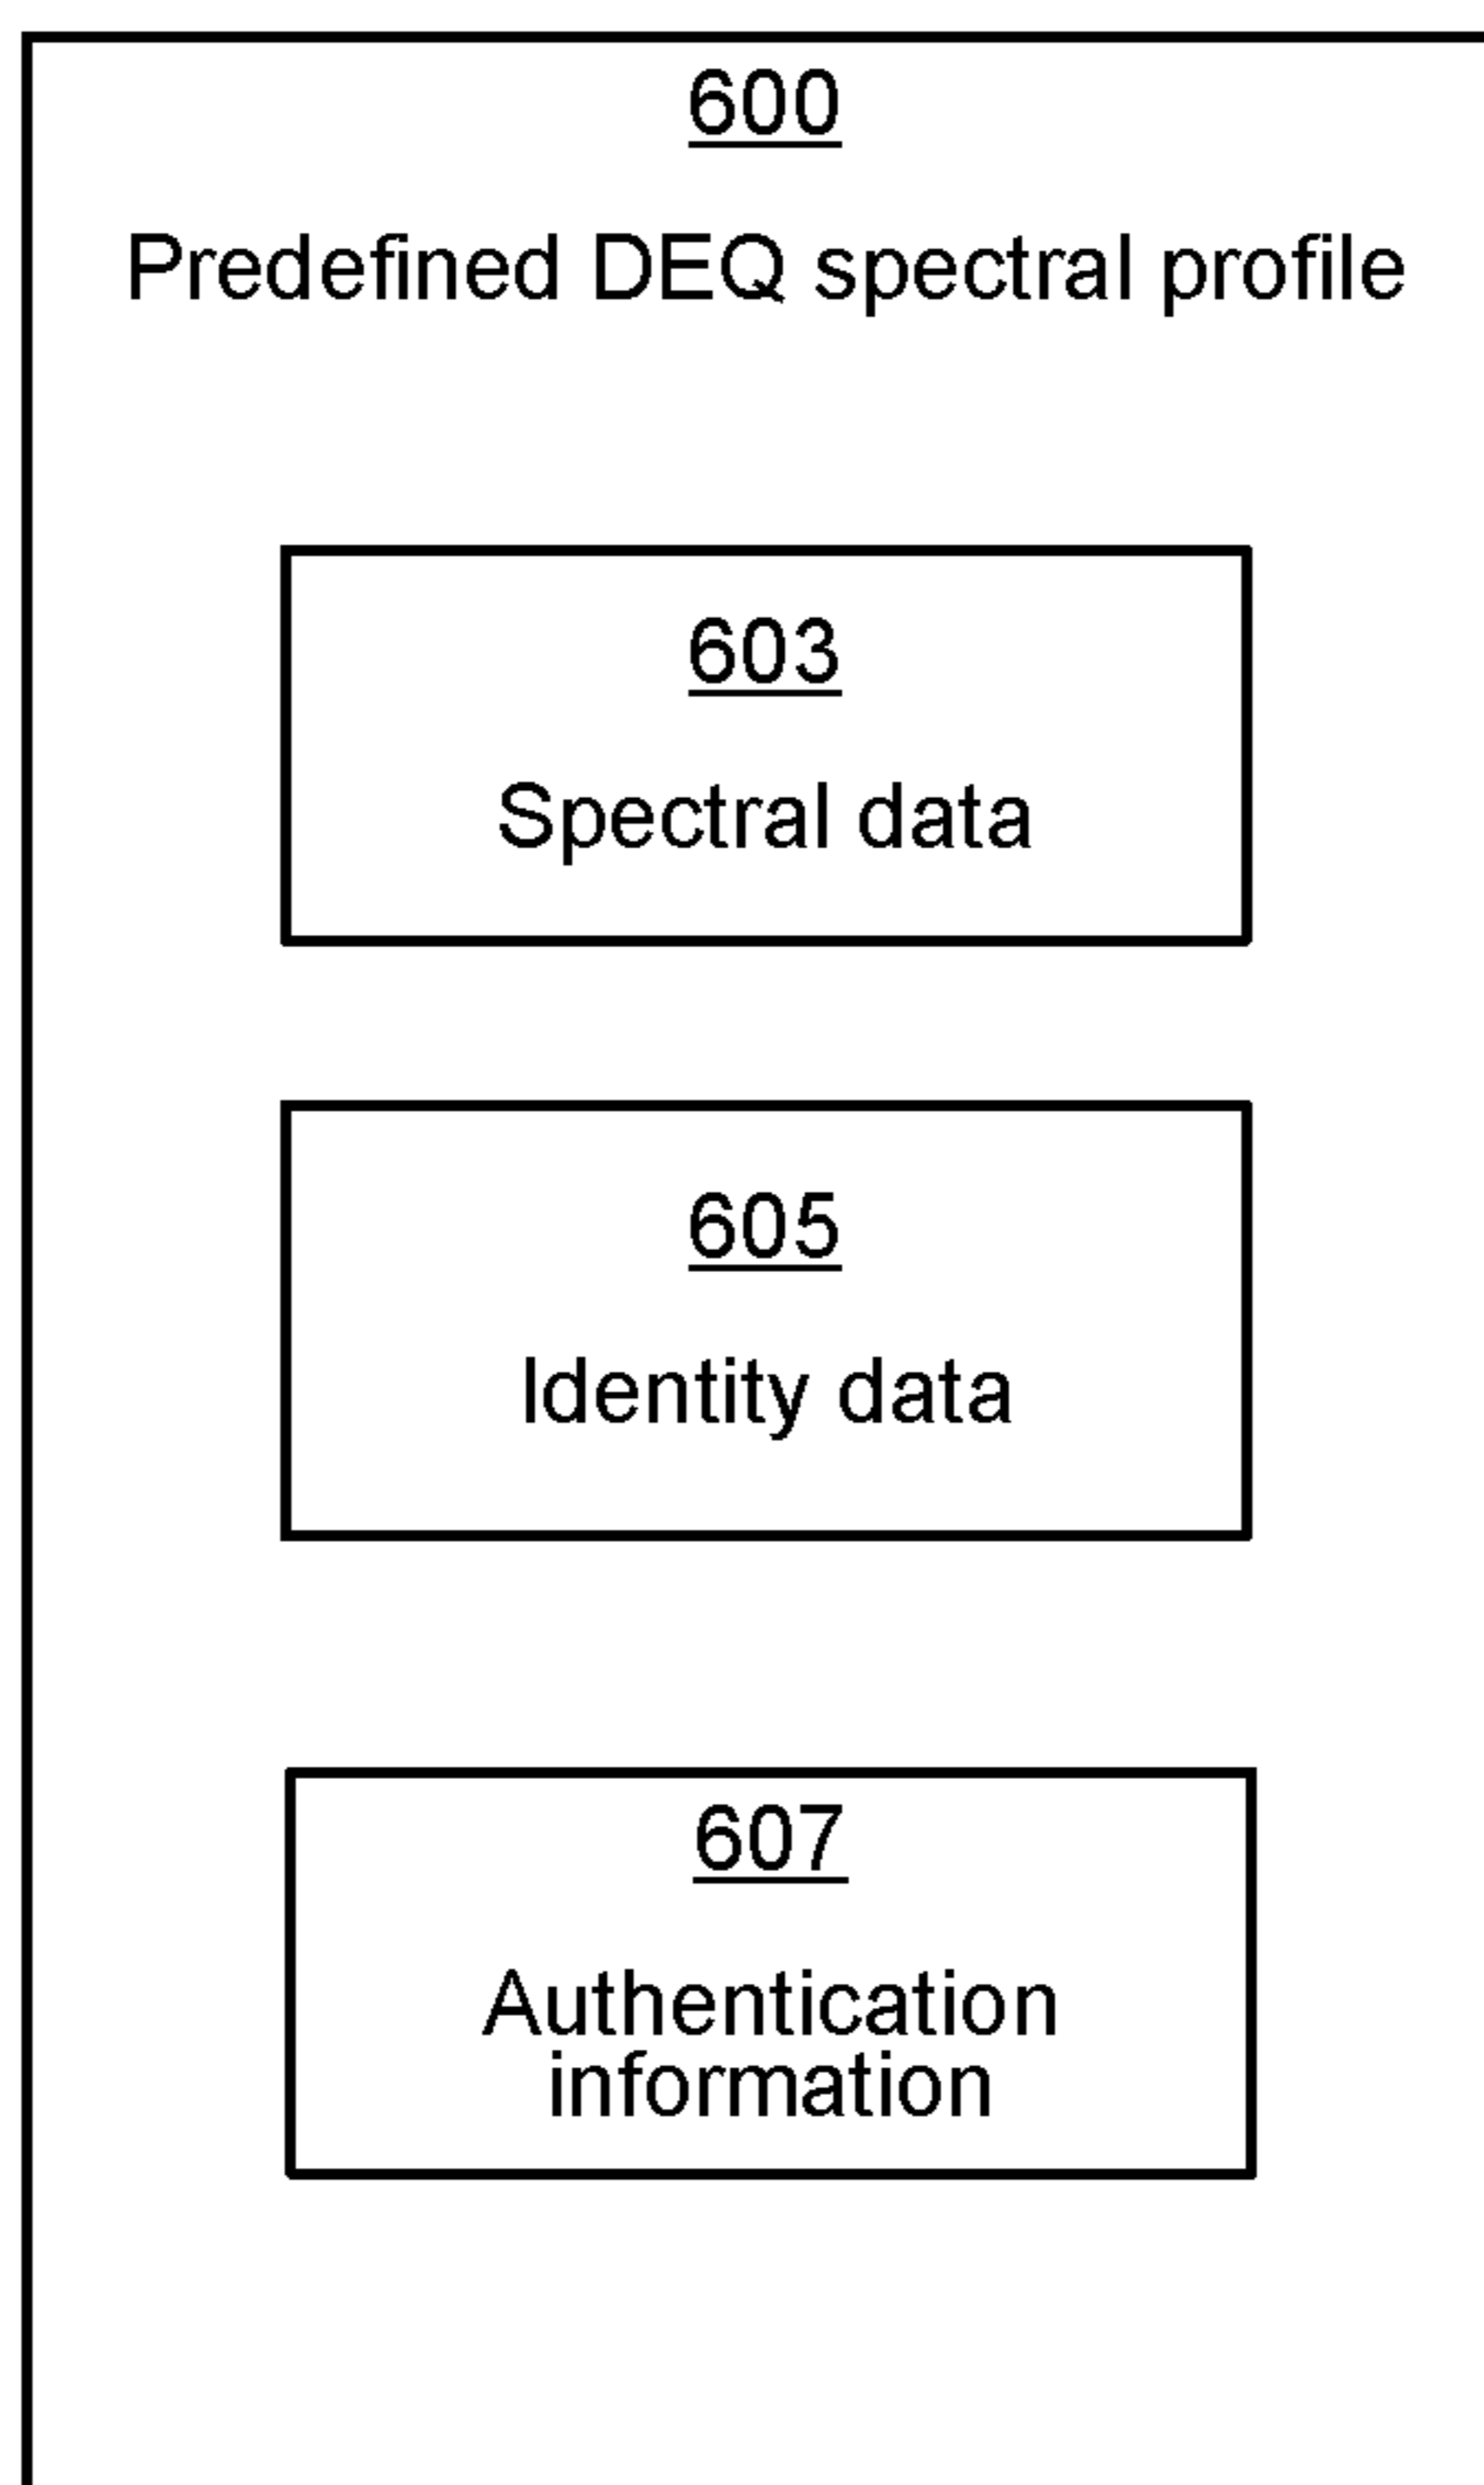 600
Predefined DEQ spectral profile
603
Spectral data
605
Identity data
607
Authentication
information